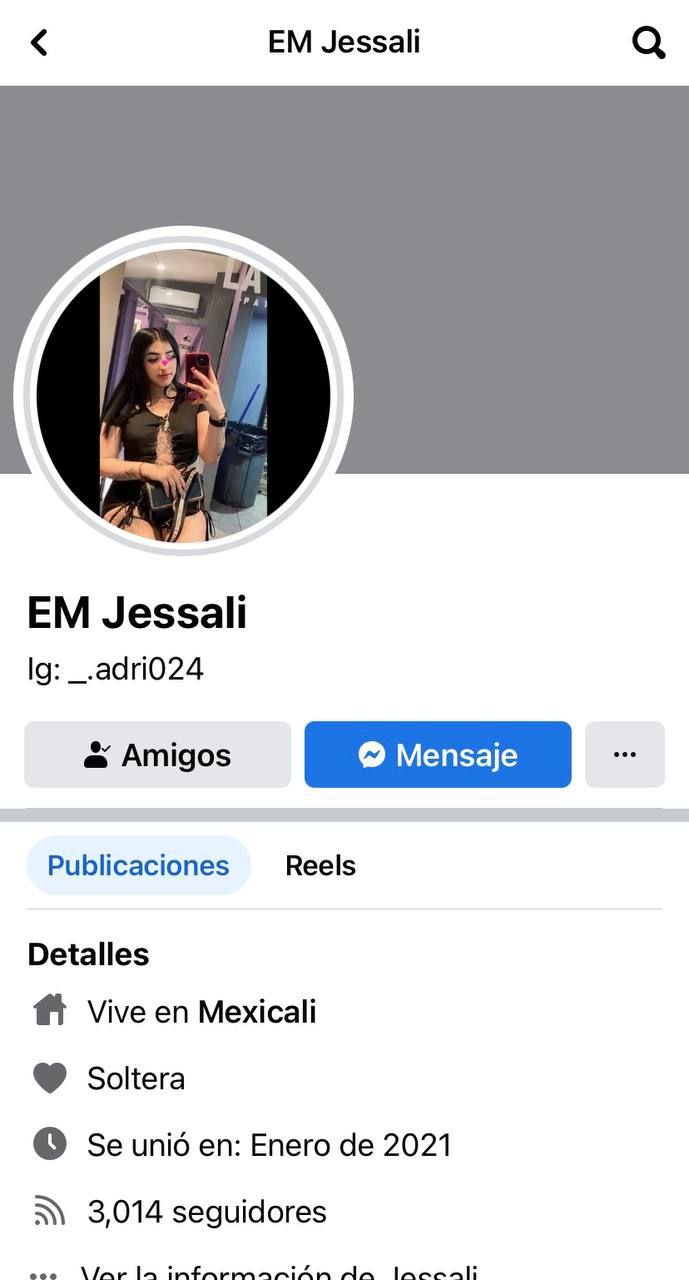 EM Jessali
LA
EM Jessali
Ig: _.adri024
Amigos
Mensaje
Publicaciones
Reels
Detalles
Vive en Mexicali
Soltera
Se unió en: Enero de 2021
3,014 seguidores
Ver la información de Jessali